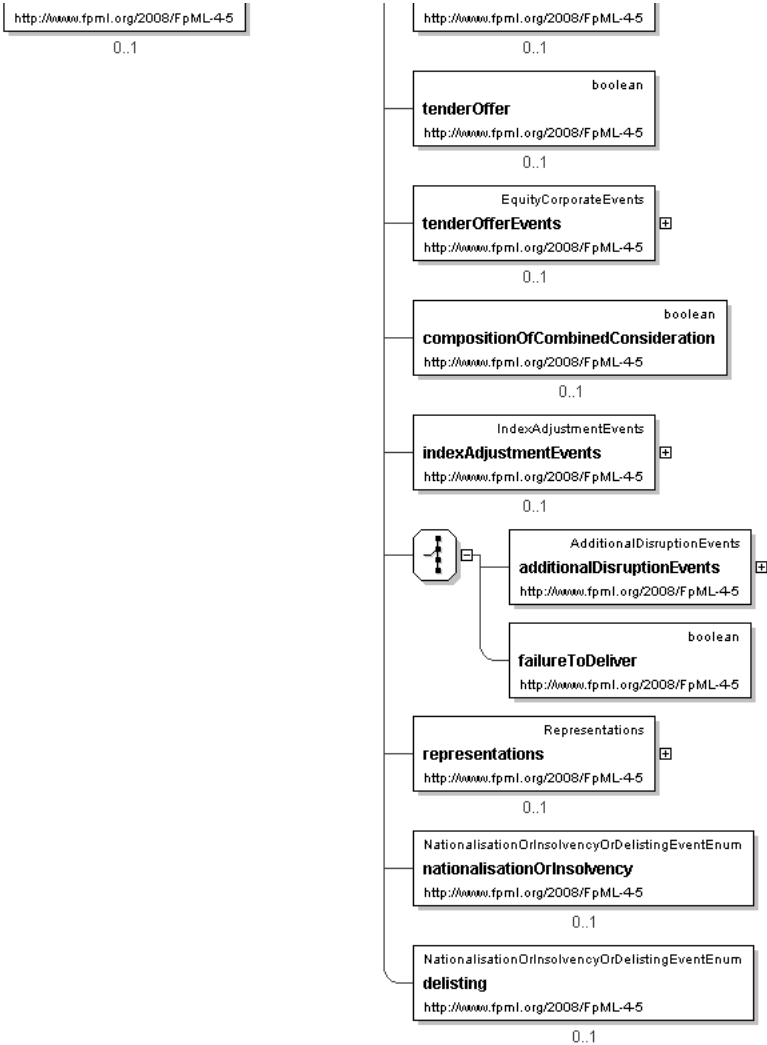 http://www.fpml.org/2008/FpML-4-5
0..1
http://www.fpml.org/2008/FpML-4-5
0..1
boolean
tenderOffer
http://www.fpml.org/2008/FpML-4-5
0..1
EquityCorporateEvents
tenderOfferEvents
http://www.fpml.org/2008/FpML-4-5
0..1
boolean
compositionOfCombinedConsideration
http://www.fpml.org/2008/FpML-4-5
0..1
IndexAdjustmentEvents
indexAdjustmentEvents
http://www.fpml.org/2008/FpML-4-5
0..1
AdditionalDisruptionEvents
additionalDisruptionEvents
http://www.fpml.org/2008/FpML-4-5
boolean
failureToDeliver
http://www.fpml.org/2008/FpML-4-5
Representations
representations
http://www.fpml.org/2008/FpML-4-5
0..1
NationalisationOrInsolvencyOrDelistingEventEnum
nationalisationOrInsolvency
http://www.fpml.org/2008/FpML-4-5
0..1
NationalisationOrInsolvencyOrDelistingEventEnum
delisting
http://www.fpml.org/2008/FpML-4-5
0..1